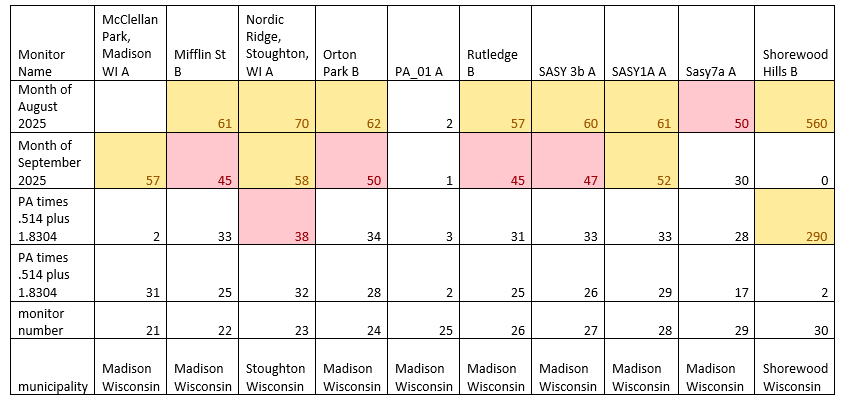 Monitor Name McClellan Park, Madison WI A Mifflin St B Nordic Ridge, Stoughton, WI A Orton Park B PA_01 A Rutledge B SASY 3b A SASY1A A Sasy7a A Shorewood Hills B
Month of August 2025 61 70 62 2 57 60 61 50 560
Month of September 2025 57 45 58 50 1 45 47 52 30 0
PA times .514 plus 1.8304 2 33 38 34 3 31 33 33 28 290
PA times .514 plus 1.8304 31 25 32 28 2 25 26 29 17 2
monitor number 21 22 23 24 25 26 27 28 29 30
municipality Madison Wisconsin Madison Wisconsin Stoughton Wisconsin Madison Wisconsin Madison Wisconsin Madison Wisconsin Madison Wisconsin Madison Wisconsin Madison Wisconsin Shorewood Wisconsin